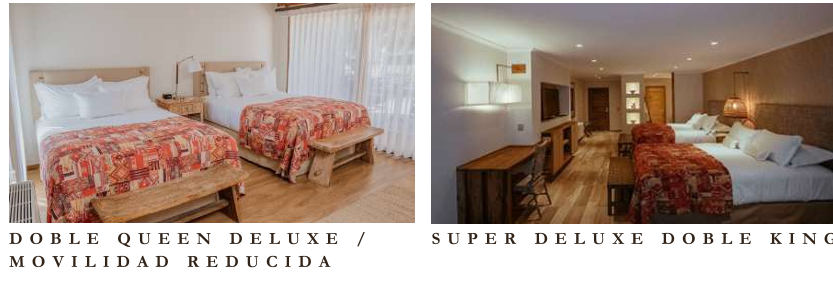 DOBLE QUEEN DELUXE /
MOVILIDAD REDUCIDA
SUPER DELUXE DOBLE KING